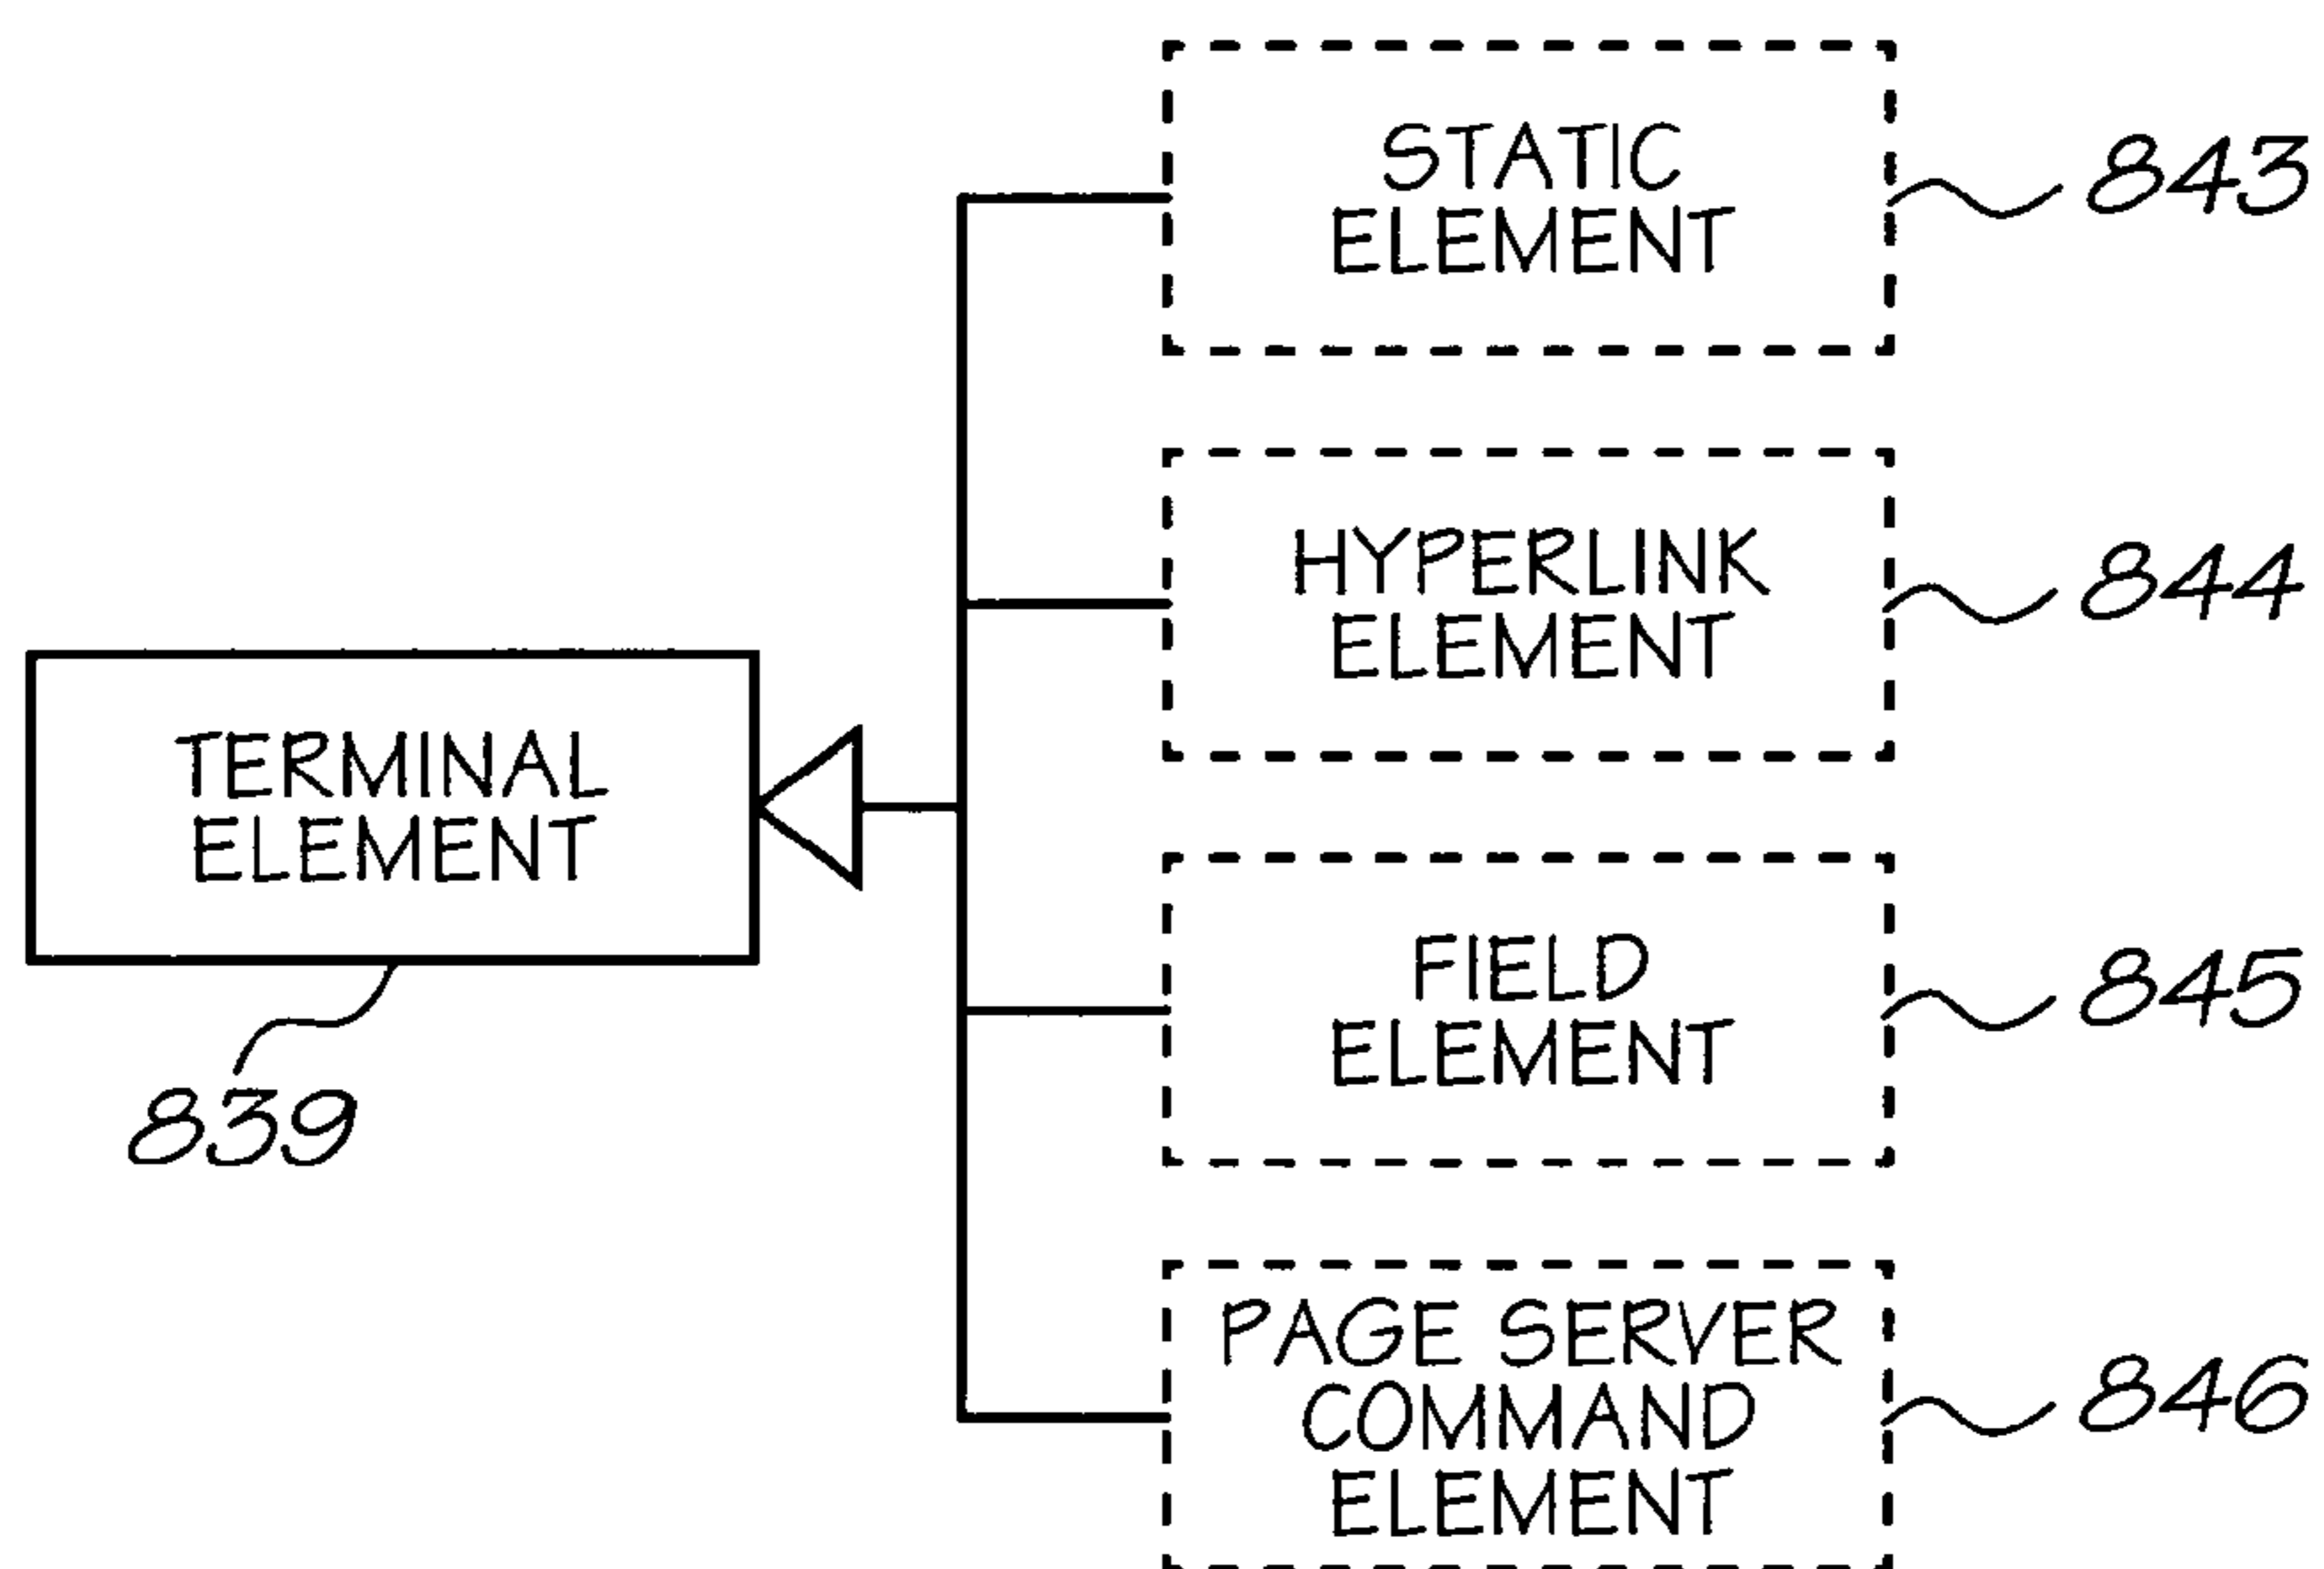 STATIC
ELEMENT
843
HYPERLINK
ELEMENT
844
TERMINAL
ELEMENT
839
FIELD
ELEMENT
845
PAGE SERVER
COMMAND
ELEMENT
846